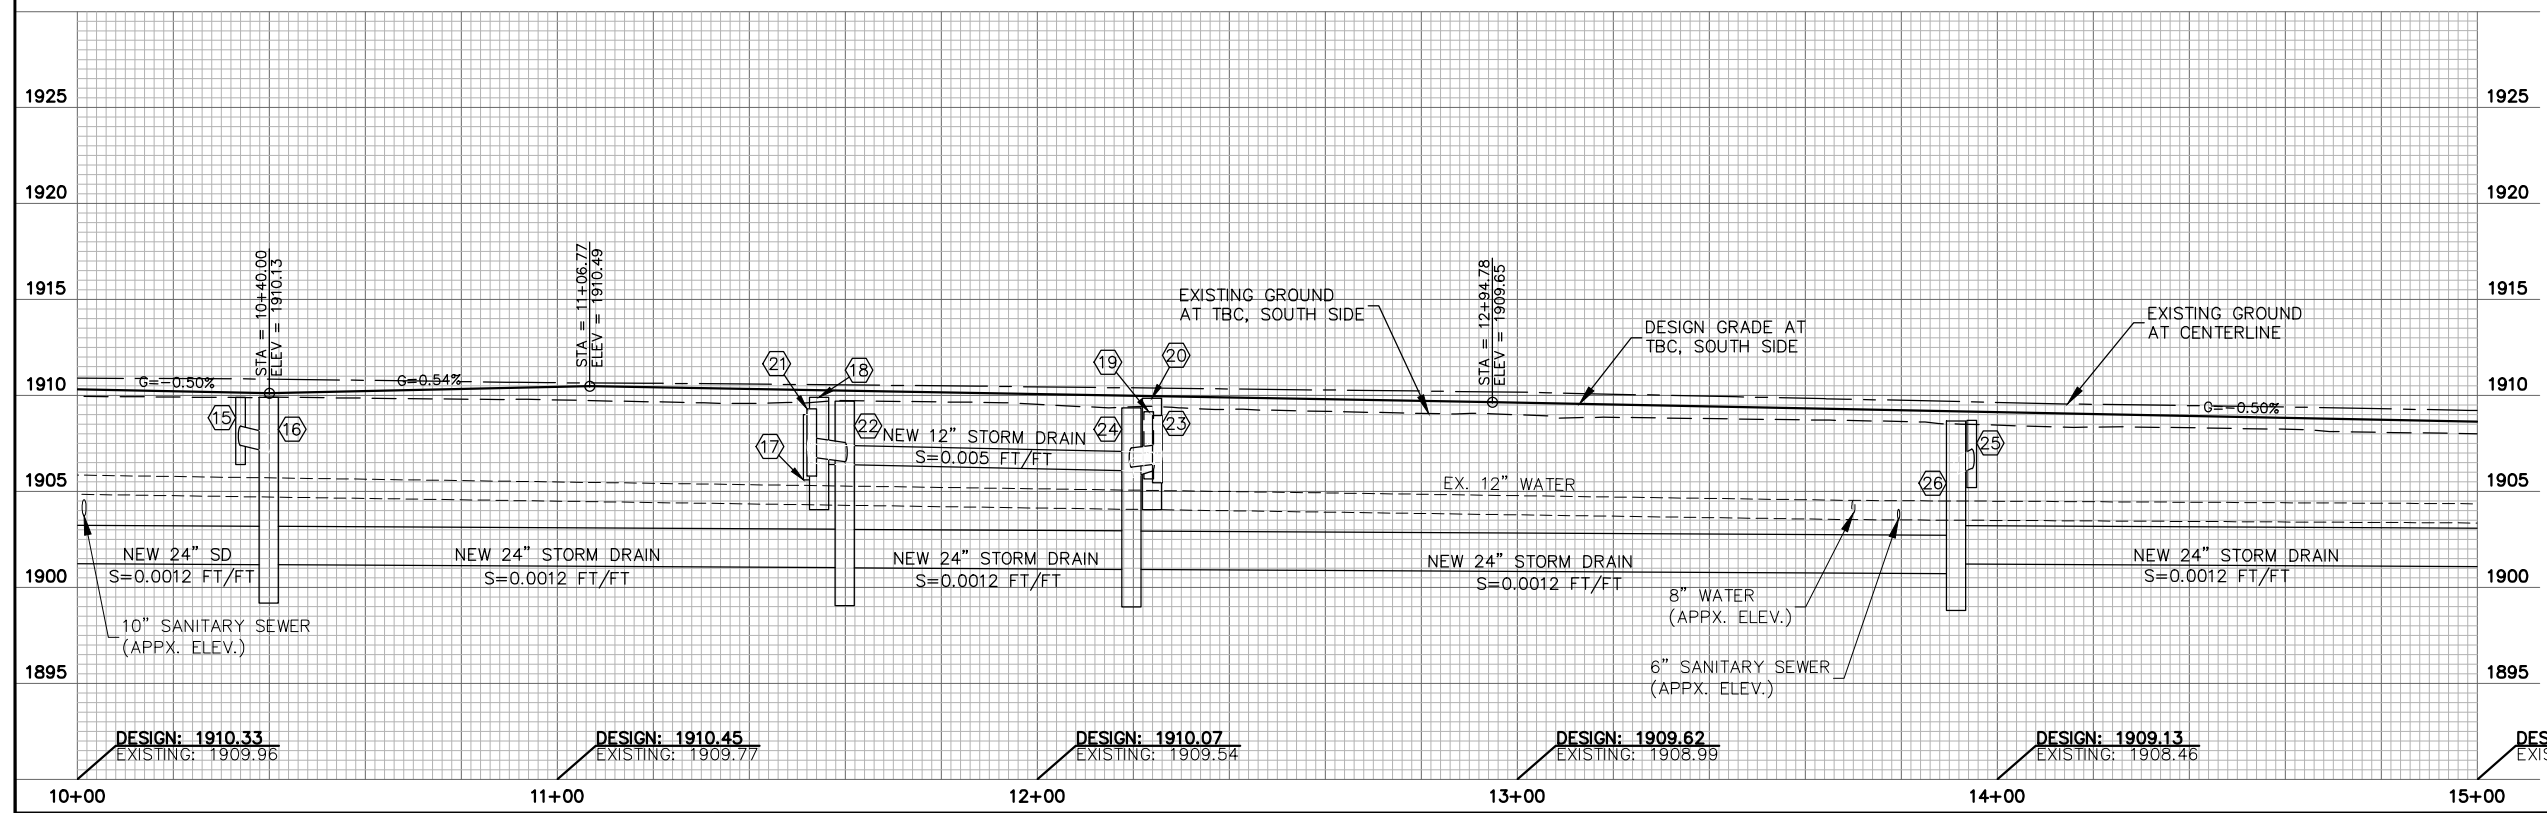 1925
1925
1920
1920
1915
1915
1910
1910
1905
1905
1900
1900
1895
1895
STA = 10+40.00
ELEV = 1910.13
STA = 11+06.77
ELEV = 1910.49
STA = 12+94.78
ELEV = 1909.65
EXISTING GROUND
AT TBC, SOUTH SIDE
DESIGN GRADE AT
TBC, SOUTH SIDE
EXISTING GROUND
AT CENTERLINE
G=-0.50%
G=0.54%
G=-0.50%
15
16
21
18
17
22
19
20
24
23
25
26
NEW 12" STORM DRAIN
S=0.005 FT/FT
EX. 12" WATER
NEW 24" SD
S=0.0012 FT/FT
NEW 24" STORM DRAIN
S=0.0012 FT/FT
NEW 24" STORM DRAIN
S=0.0012 FT/FT
NEW 24" STORM DRAIN
S=0.0012 FT/FT
NEW 24" STORM DRAIN
S=0.0012 FT/FT
10" SANITARY SEWER
(APPX. ELEV.)
8" WATER
(APPX. ELEV.)
6" SANITARY SEWER
(APPX. ELEV.)
DESIGN: 1910.33
EXISTING: 1909.96
DESIGN: 1910.45
EXISTING: 1909.77
DESIGN: 1910.07
EXISTING: 1909.54
DESIGN: 1909.62
EXISTING: 1908.99
DESIGN: 1909.13
EXISTING: 1908.46
DES
EXIS
10+00
11+00
12+00
13+00
14+00
15+00